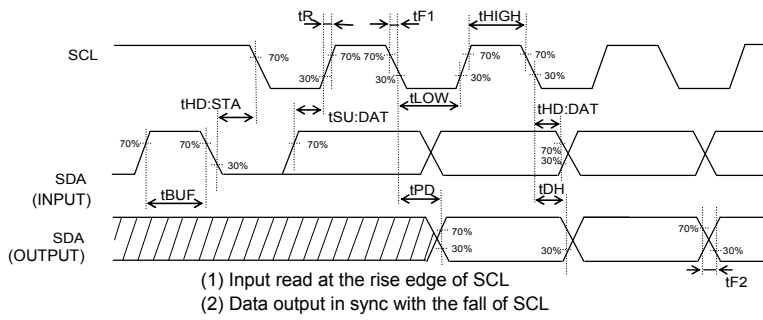 tR tF1 tHIGH
SCL 70% 70% 70% 70% 70% 70%
30% 30% 30% 30%
tHD:STA tLOW
tSU:DAT tHD:DAT
70% 70% 70% 70%
30% 30%
SDA
(INPUT)
tBUF tPD tDH
SDA
(OUTPUT)
70% 70%
30% 30% 30%
tF2
(1) Input read at the rise edge of SCL
(2) Data output in sync with the fall of SCL